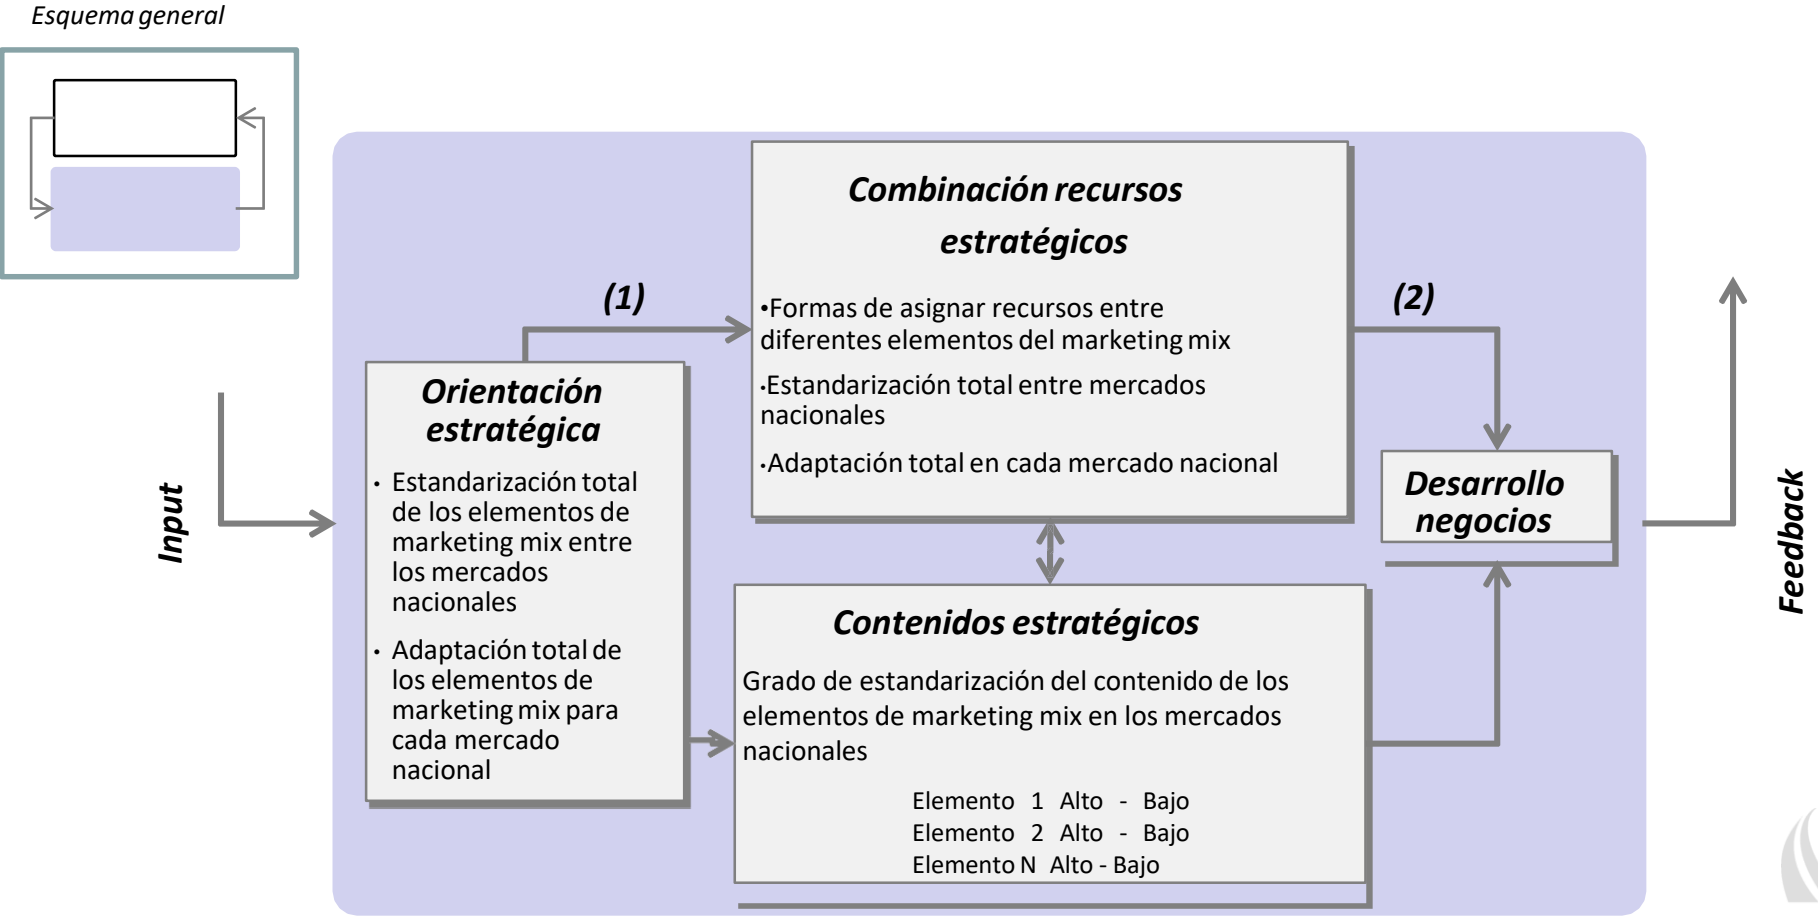 Esquema general
Combinación recursos
estratégicos
(1)
(2)
•Formas de asignar recursos entre
diferentes elementos del marketing mix
•Estandarización total entre mercados
nacionales
•Adaptación total en cada mercado nacional
Orientación
estratégica
• Estandarización total
de los elementos de
marketing mix entre
los mercados
nacionales
• Adaptación total de
los elementos de
marketing mix para
cada mercado
nacional
Input
Desarrollo
negocios
Feedback
Contenidos estratégicos
Grado de estandarización del contenido de los
elementos de marketing mix en los mercados
nacionales
Elemento 1 Alto - Bajo
Elemento 2 Alto - Bajo
Elemento N Alto - Bajo